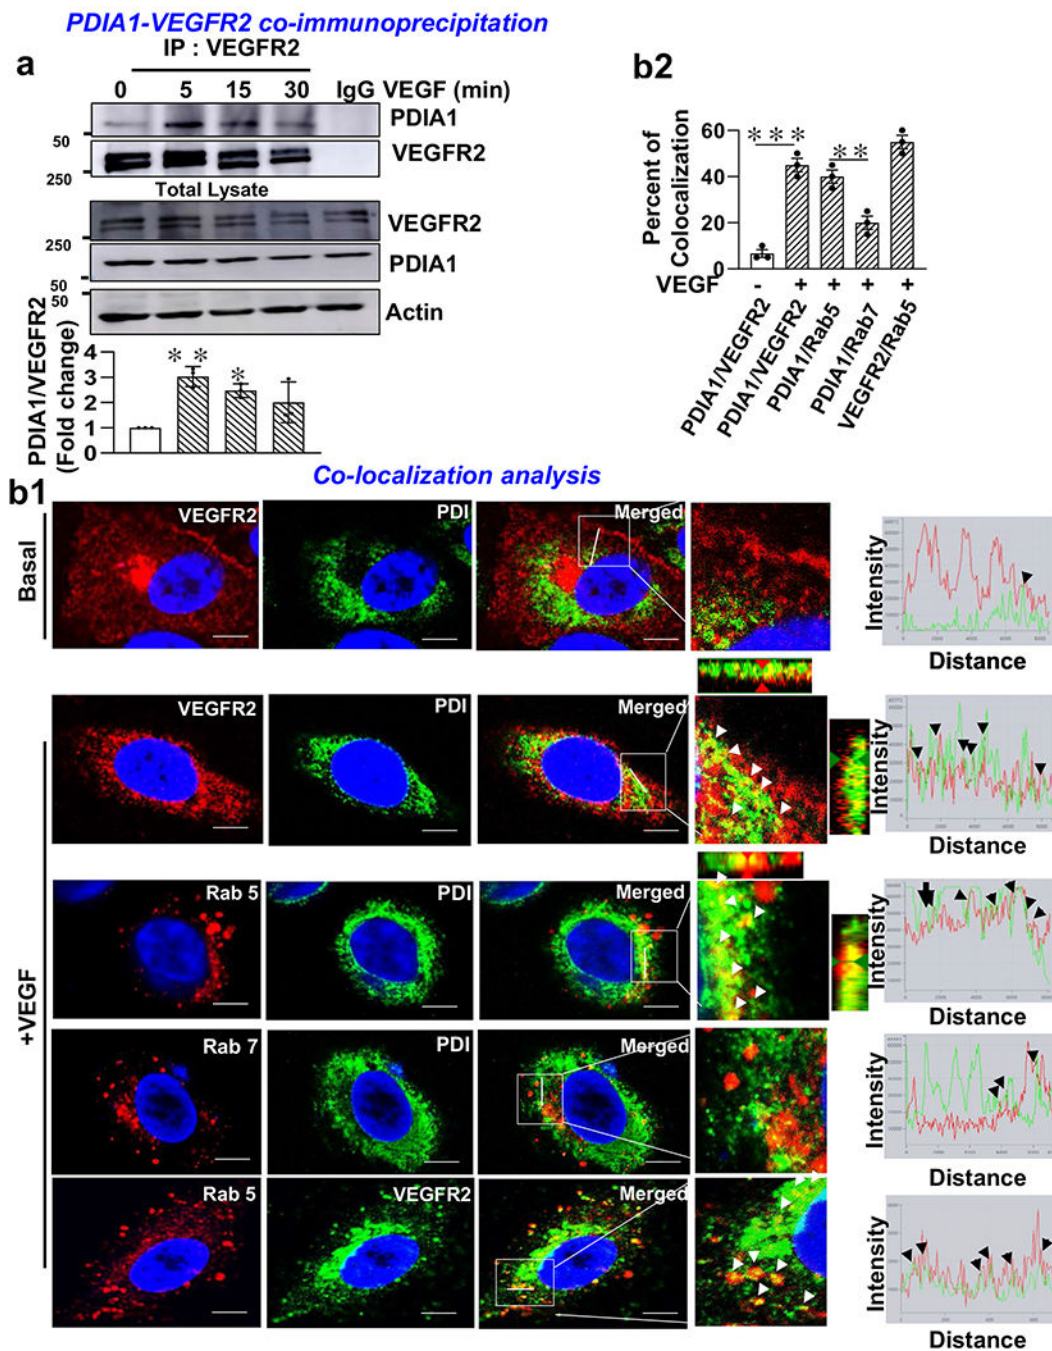 PDIA1-VEGFR2 co-immunoprecipitation
a
IP : VEGFR2
0 5 15 30 IgG VEGF (min)
PDIA1
50
VEGFR2
250
Total Lysate
VEGFR2
250
PDIA1
50
50
Actin
PDIA1/VEGFR2
(Fold change)
4
3
2
1
0
* *
*
b2
Percent of
Colocalization
60
40
20
0
* * *
* *
VEGF - + + + +
PDIA1/VEGFR2
PDIA1/VEGFR2
PDIA1/Rab5
PDIA1/Rab7
VEGFR2/Rab5
Co-localization analysis
b1
Basal
VEGFR2
PDI
Merged
Intensity
Distance
+VEGF
VEGFR2
PDI
Merged
Intensity
Distance
Rab 5
PDI
Merged
Intensity
Distance
Rab 7
PDI
Merged
Intensity
Distance
Rab 5
VEGFR2
Merged
Intensity
Distance